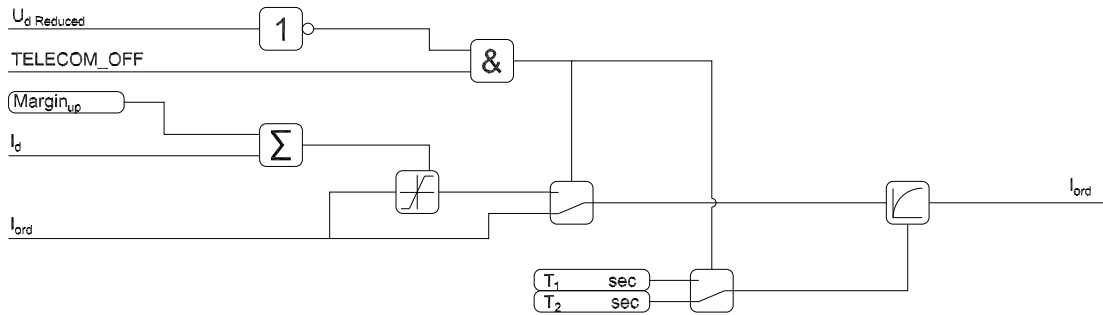 U_d Reduced
1
TELECOM_OFF
&
Margin_up
Σ
I_d
I_ord
I_ord
T_1 sec
T_2 sec